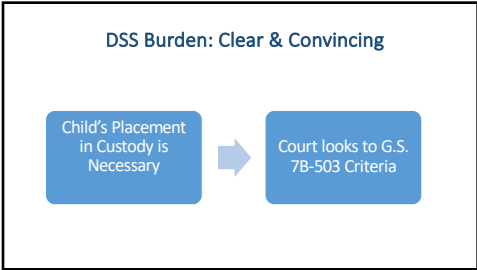 DSS Burden: Clear & Convincing
Child’s Placement
in Custody is
Necessary
Court looks to G.S.
7B-503 Criteria